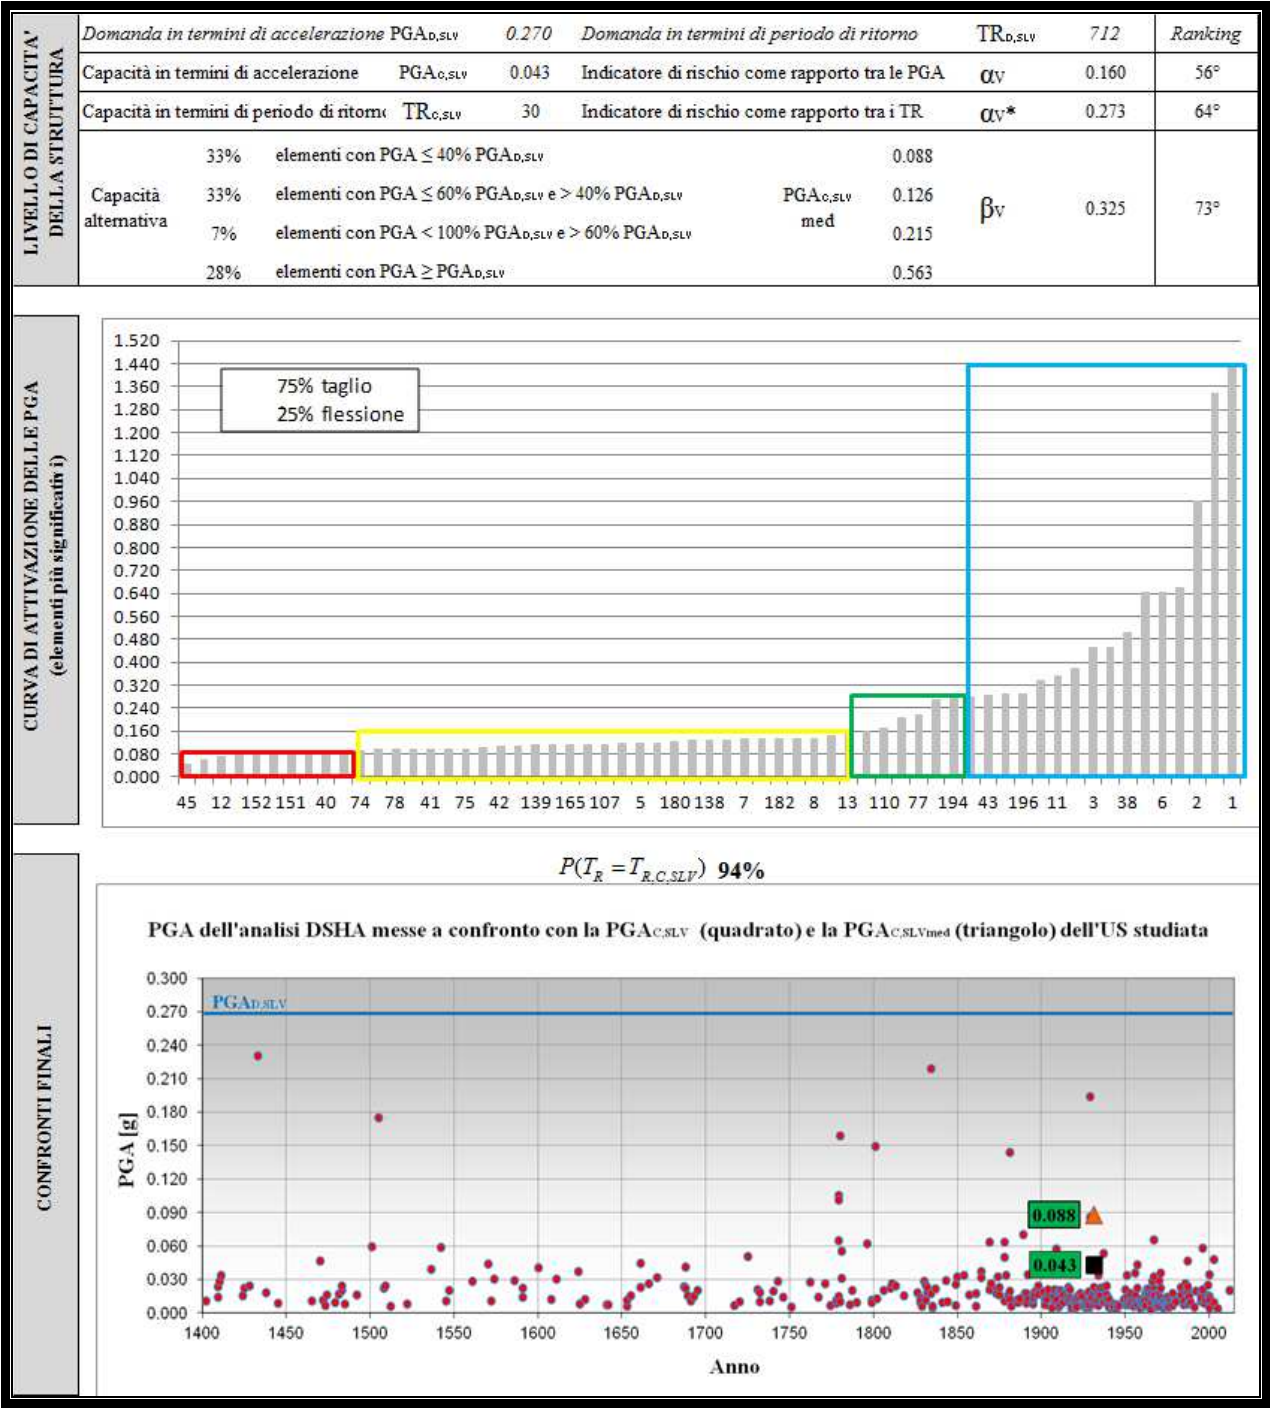 LIVELLO DI CAPACITA' DELLA STRUTTURA
Domanda in termini di accelerazione PGAD,SLV 0.270 Domanda in termini di periodo di ritorno TRD,SLV 712 Ranking
Capacità in termini di accelerazione PGAC,SLV 0.043 Indicatore di rischio come rapporto tra le PGA αV 0.160 56°
Capacità in termini di periodo di ritorno TRC,SLV 30 Indicatore di rischio come rapporto tra i TR αV* 0.273 64°
Capacità alternativa
33% elementi con PGA ≤ 40% PGAD,SLV 0.088
33% elementi con PGA ≤ 60% PGAD,SLV e > 40% PGAD,SLV 0.126
7% elementi con PGA < 100% PGAD,SLV e > 60% PGAD,SLV 0.215
28% elementi con PGA ≥ PGAD,SLV 0.563
PGAC,SLV med
βV 0.325 73°
CURVA DI ATTIVAZIONE DELLE PGA
(elementi più significativi)
1.520
1.440
1.360
1.280
1.200
1.120
1.040
0.960
0.880
0.800
0.720
0.640
0.560
0.480
0.400
0.320
0.240
0.160
0.080
0.000
75% taglio
25% flessione
45 12 152 151 40 74 78 41 75 42 139 165 107 5 180 138 7 182 8 13 110 77 194 43 196 11 3 38 6 2 1
CONFRONTI FINALI
P(TR = TR,C,SLV) 94%
PGA dell'analisi DSHA messe a confronto con la PGAC,SLV (quadrato) e la PGAC,SLVmed (triangolo) dell'US studiata
PGA [g]
0.300
0.270
0.240
0.210
0.180
0.150
0.120
0.090
0.060
0.030
0.000
PGAD,SLV
0.088
0.043
1400 1450 1500 1550 1600 1650 1700 1750 1800 1850 1900 1950 2000
Anno